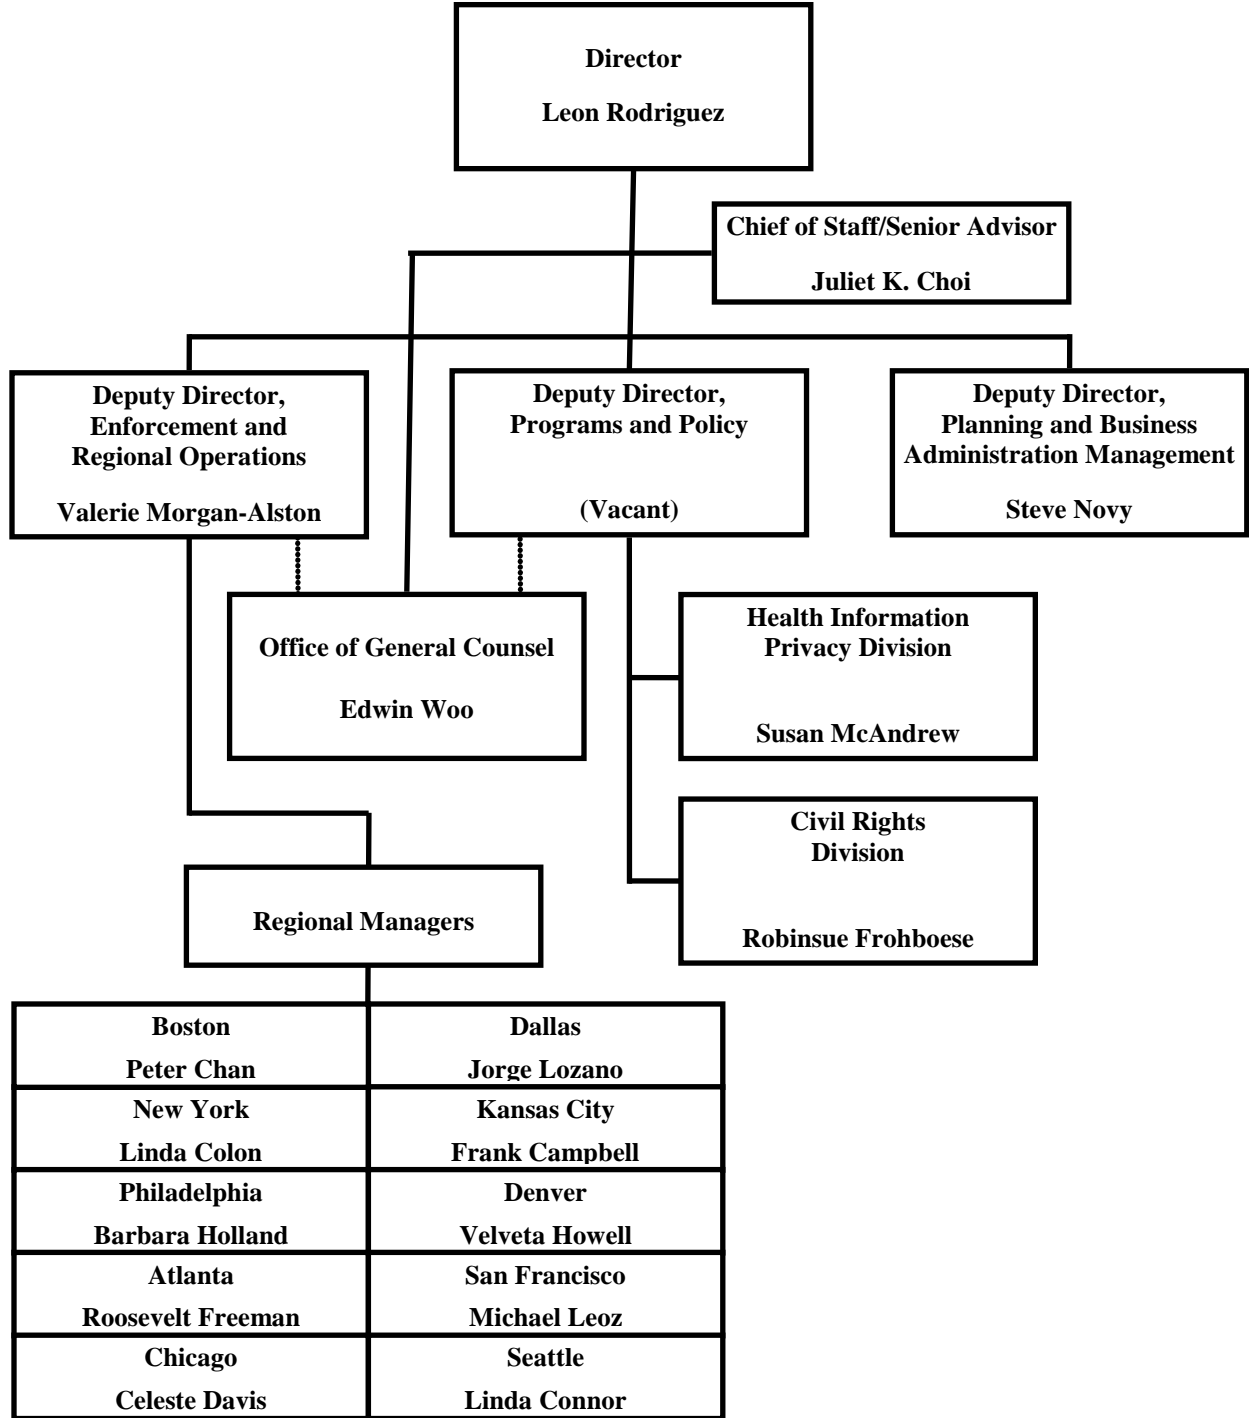 Director
Leon Rodriguez
Chief of Staff/Senior Advisor
Juliet K. Choi
Deputy Director,
Enforcement and
Regional Operations
Valerie Morgan-Alston
Deputy Director,
Programs and Policy
(Vacant)
Deputy Director,
Planning and Business
Administration Management
Steve Novy
Office of General Counsel
Edwin Woo
Health Information
Privacy Division
Susan McAndrew
Civil Rights
Division
Robinsue Frohboese
Regional Managers
Boston
Peter Chan
Dallas
Jorge Lozano
New York
Linda Colon
Kansas City
Frank Campbell
Philadelphia
Barbara Holland
Denver
Velveta Howell
Atlanta
Roosevelt Freeman
San Francisco
Michael Leoz
Chicago
Celeste Davis
Seattle
Linda Connor